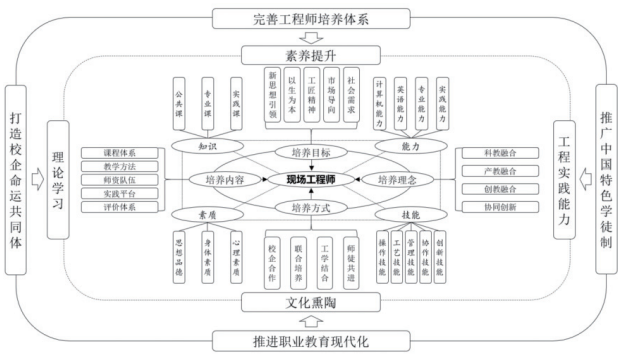 完善工程师培养体系
素养提升
新思想引领
以生为本
工匠精神
市场导向
社会需求
公共课
专业课
实践课
计算机能力
英语能力
专业能力
实践能力
知识
能力
培养目标
打造校企命运共同体
理论学习
课程体系
教学方法
师资队伍
实践平台
评价体系
培养内容
现场工程师
培养理念
科教融合
产教融合
创教融合
协同创新
工程实践能力
推广中国特色学徒制
培养方式
素质
技能
思想品德
身体素质
心理素质
校企合作
联合培养
工学结合
师徒共进
操作技能
工艺技能
管理技能
协作技能
创新技能
文化熏陶
推进职业教育现代化